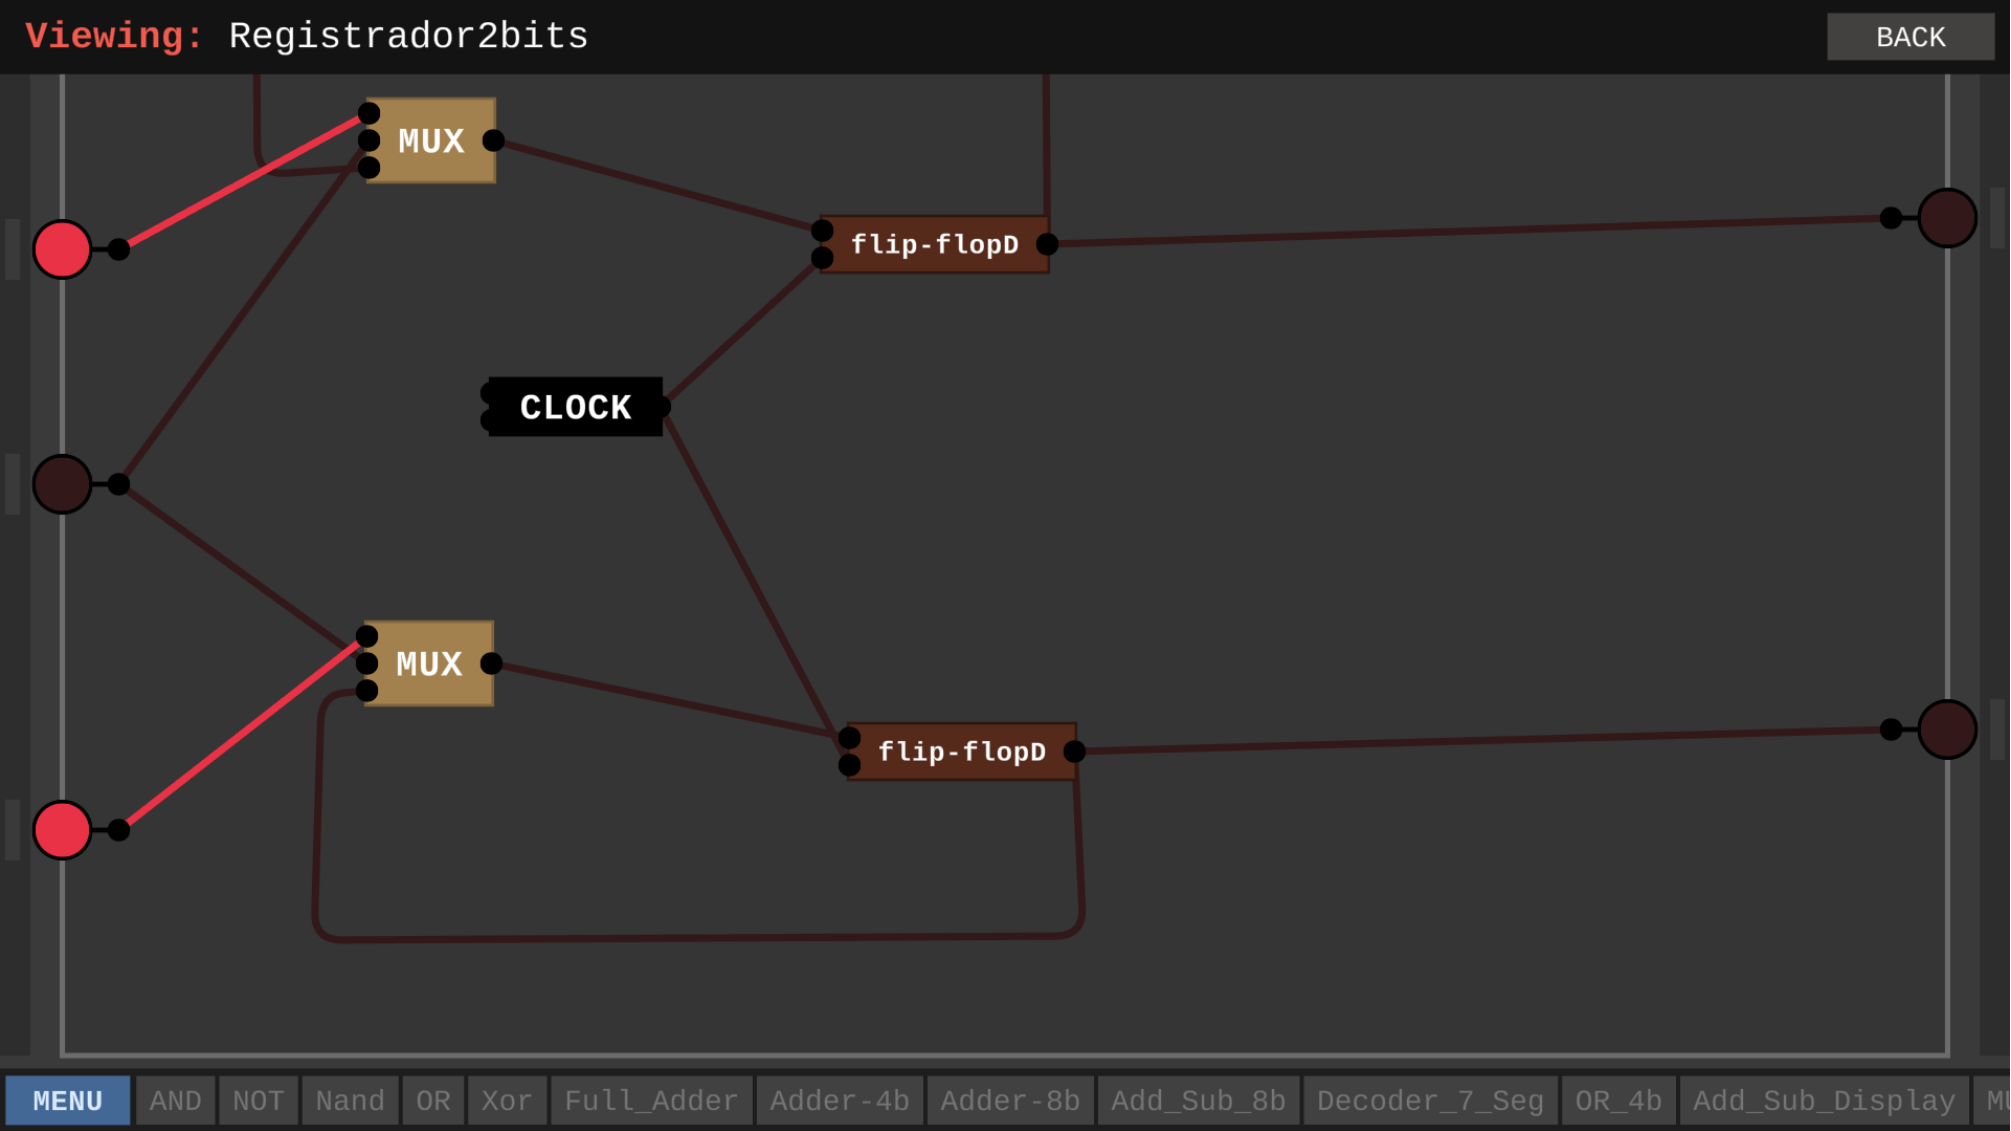 Viewing: Registrador2bits
BACK
MUX
flip-flopD
CLOCK
MUX
flip-flopD
MENU AND NOT Nand OR Xor Full_Adder Adder-4b Adder-8b Add_Sub_8b Decoder_7_Seg OR_4b Add_Sub_Display